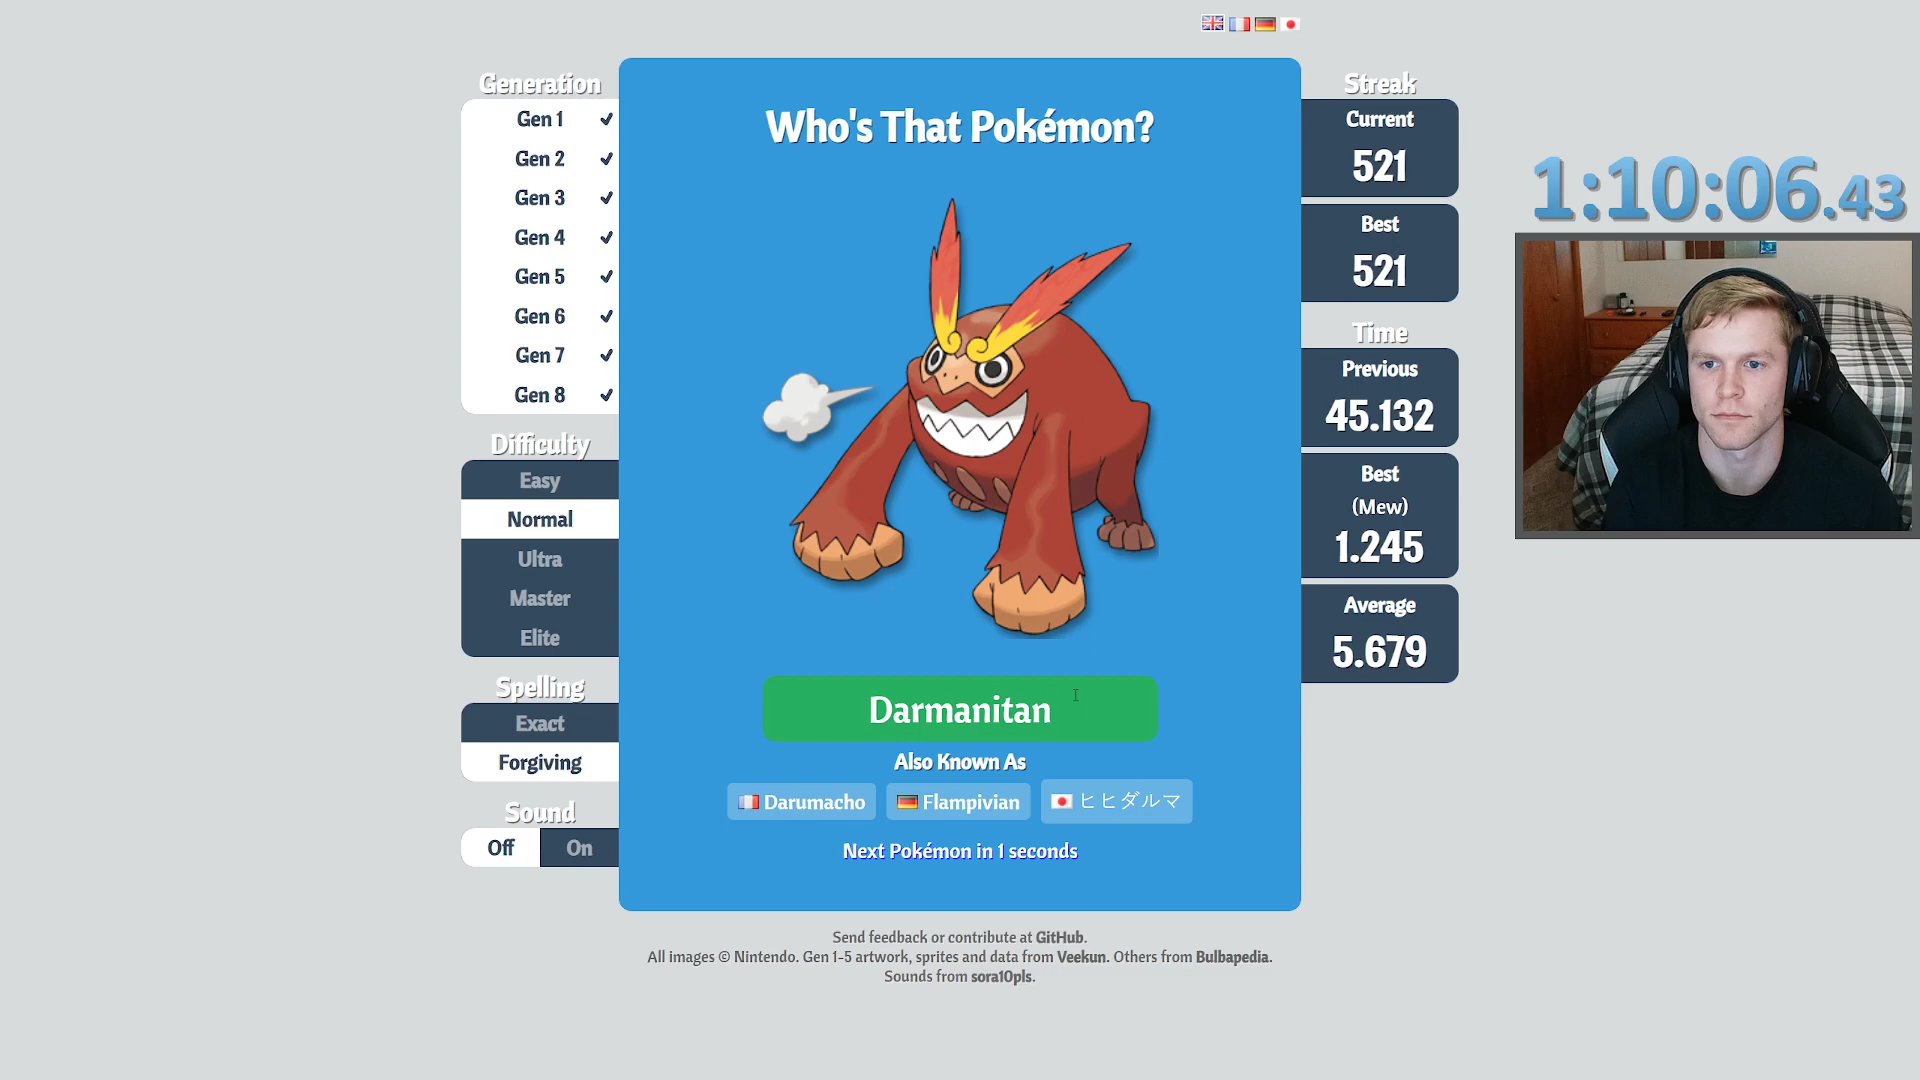 Generation
Gen 1 ✓
Gen 2 ✓
Gen 3 ✓
Gen 4 ✓
Gen 5 ✓
Gen 6 ✓
Gen 7 ✓
Gen 8 ✓
Difficulty
Easy
Normal
Ultra
Master
Elite
Spelling
Exact
Forgiving
Sound
Off On
Who's That Pokémon?
Darmanitan
Also Known As
Darumacho Flampivian ヒヒダルマ
Next Pokémon in 1 seconds
Send feedback or contribute at GitHub.
All images © Nintendo. Gen 1-5 artwork, sprites and data from Veekun. Others from Bulbapedia.
Sounds from sora10pls.
Streak
Current
521
Best
521
Time
Previous
45.132
Best
(Mew)
1.245
Average
5.679
1:10:06.43